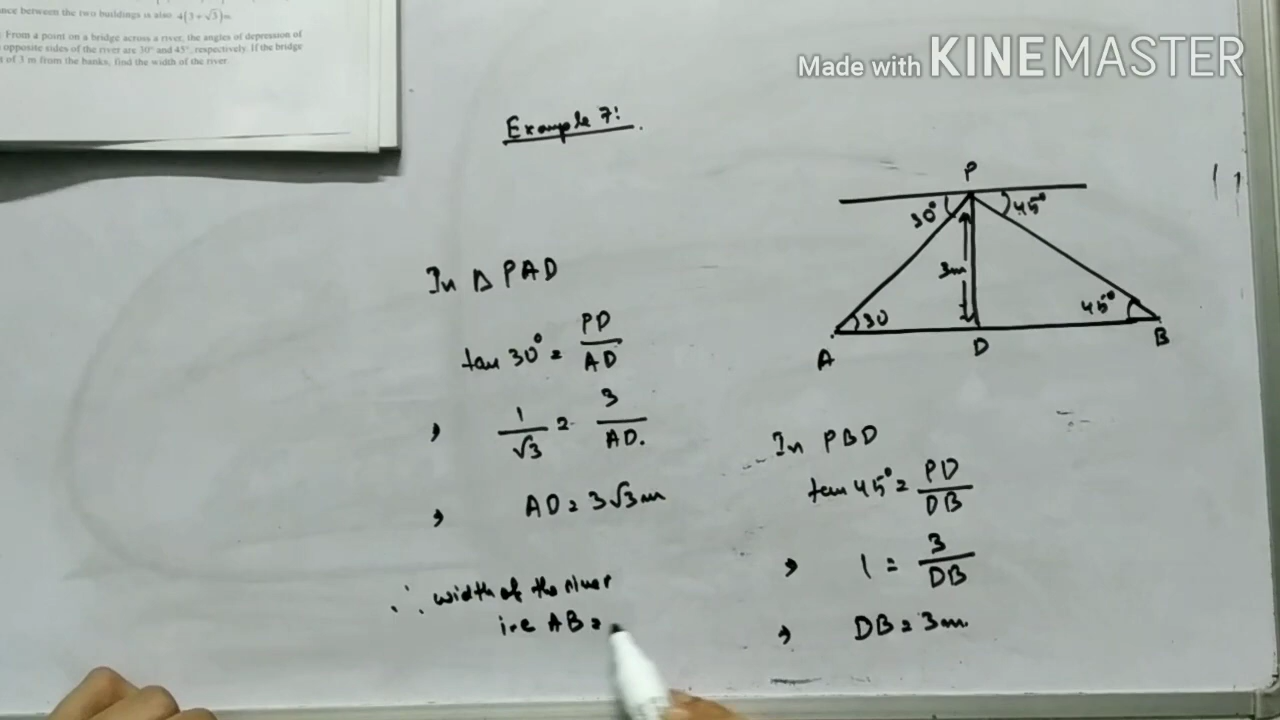 nce between the two buildings is also 4(3+√3)m
From a point on a bridge across a river, the angles of depression of
opposite sides of the river are 30° and 45°, respectively. If the bridge
t of 3 m from the banks, find the width of the river.
Made with KINEMASTER
Example 7:
P
30° 45°
3m
30 45°
A D B
In Δ PAD
tan 30° = PD/AD
, 1/√3 = 3/AD.
, AD = 3√3 m
∴ width of the river
i.e AB =
In PBD
tan 45° = PD/DB
, 1 = 3/DB
, DB = 3m